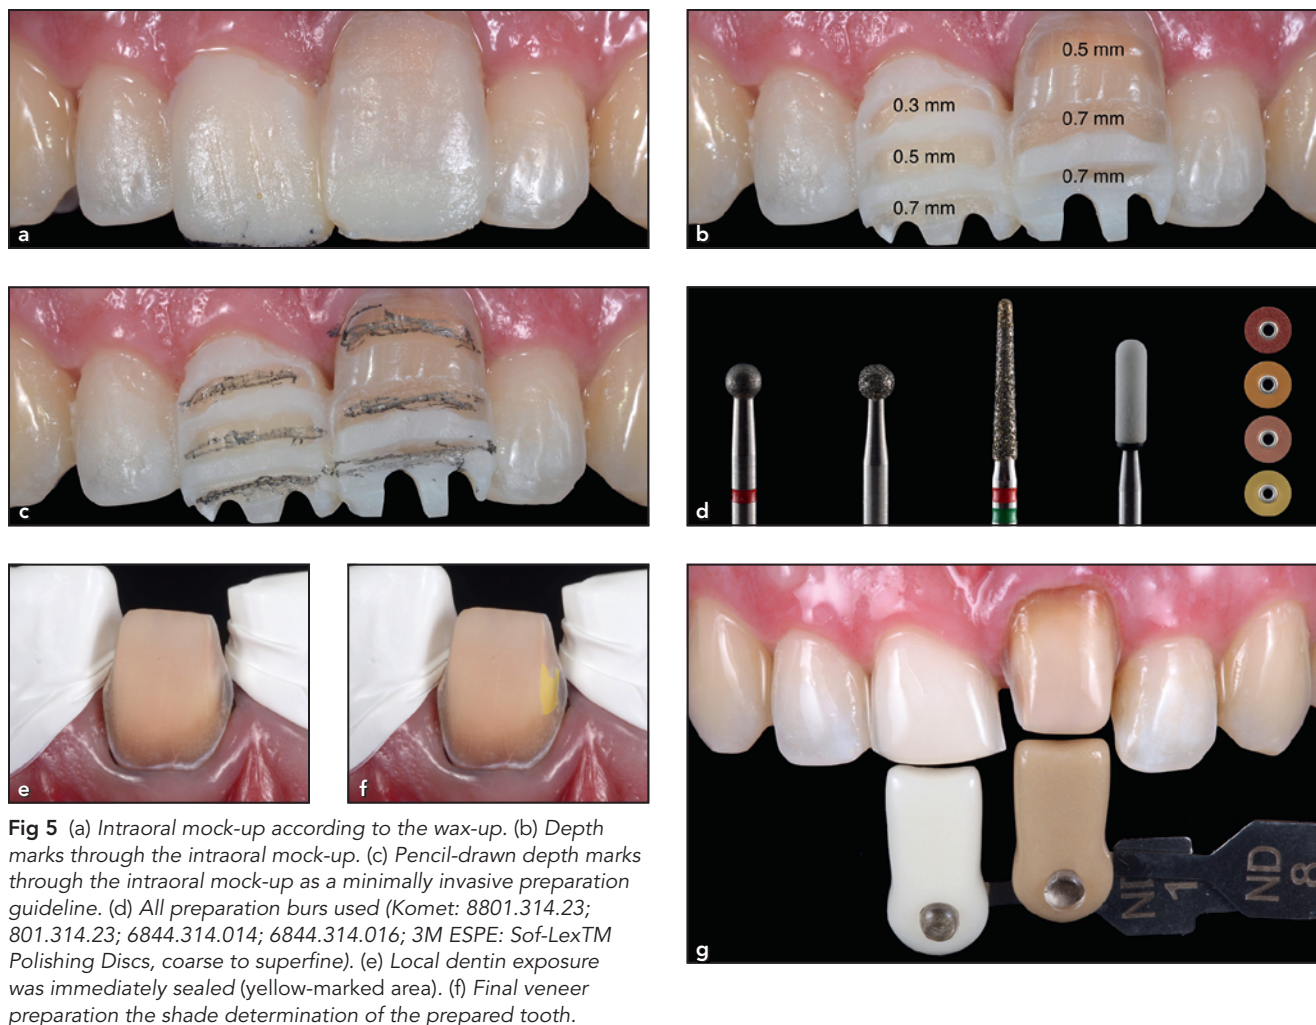 a
0.3 mm
0.5 mm
0.7 mm
0.5 mm
0.7 mm
0.7 mm
b
c
d
e
f
Fig 5 (a) Intraoral mock-up according to the wax-up. (b) Depth
marks through the intraoral mock-up. (c) Pencil-drawn depth marks
through the intraoral mock-up as a minimally invasive preparation
guideline. (d) All preparation burs used (Komet: 8801.314.23;
801.314.23; 6844.314.014; 6844.314.016; 3M ESPE: Sof-LexTM
Polishing Discs, coarse to superfine). (e) Local dentin exposure
was immediately sealed (yellow-marked area). (f) Final veneer
preparation the shade determination of the prepared tooth.
ND
1
ND
8
g